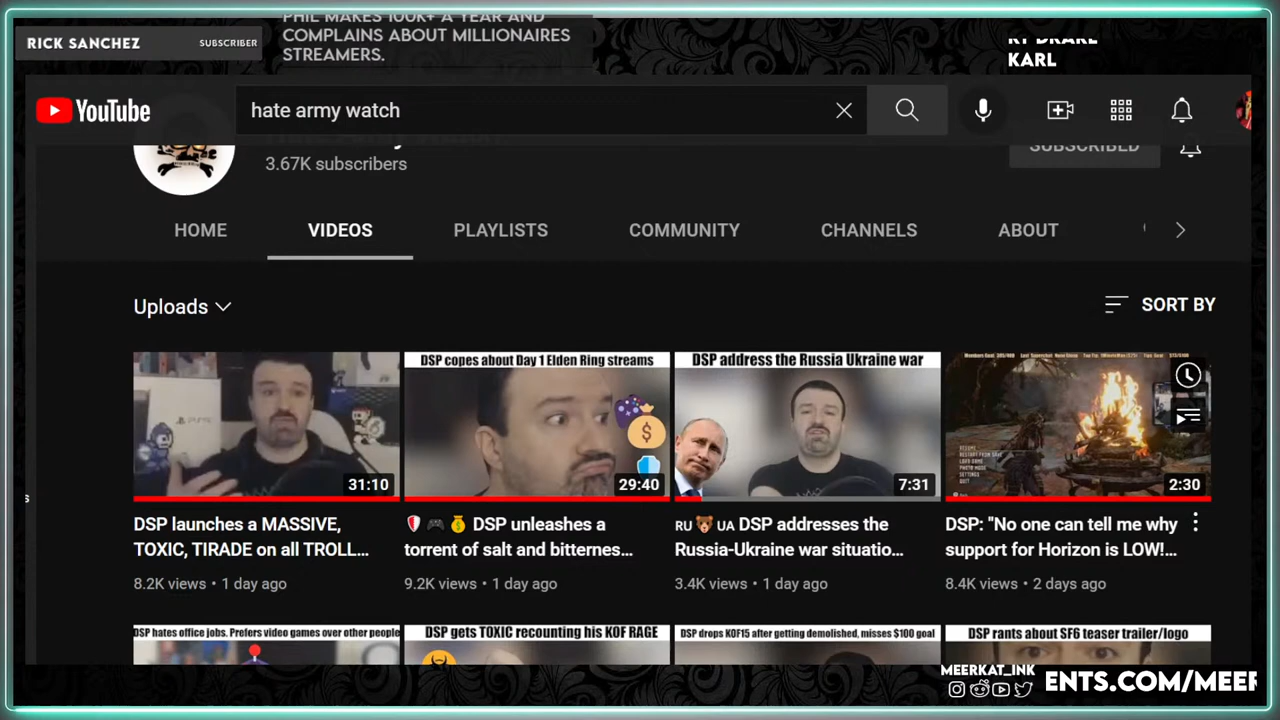 RICK SANCHEZ
SUBSCRIBER
PHIL MAKES 100K+ A YEAR AND
COMPLAINS ABOUT MILLIONAIRES
STREAMERS.
KARL
YouTube
hate army watch
3.67K subscribers
SUBSCRIBED
HOME
VIDEOS
PLAYLISTS
COMMUNITY
CHANNELS
ABOUT
Uploads
SORT BY
DSP copes about Day 1 Elden Ring streams
DSP address the Russia Ukraine war
31:10
29:40
7:31
2:30
DSP launches a MASSIVE,
TOXIC, TIRADE on all TROLL...
8.2K views • 1 day ago
DSP unleashes a
torrent of salt and bitternes...
9.2K views • 1 day ago
RU UA DSP addresses the
Russia-Ukraine war situatio...
3.4K views • 1 day ago
DSP: "No one can tell me why
support for Horizon is LOW!...
8.4K views • 2 days ago
DSP hates office jobs. Prefers video games over other people
DSP gets TOXIC recounting his KOF RAGE
DSP drops KOF15 after getting demolished, misses $100 goal
DSP rants about SF6 teaser trailer/logo
MEERKAT_INK
ENTS.COM/MEER